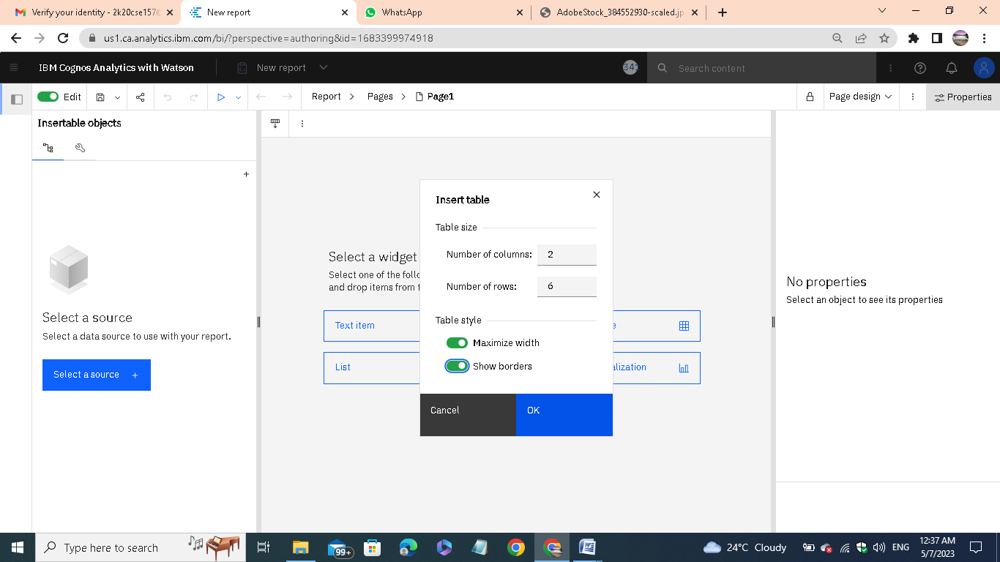 Verify your identity - 2k20cse157@
New report
WhatsApp
AdobeStock_384552930-scaled.jp
us1.ca.analytics.ibm.com/bi/?perspective=authoring&id=1683399974918
IBM Cognos Analytics with Watson
New report
Search content
Edit
Report > Pages > Page1
Page design
Properties
Insertable objects
Select a source
Select a data source to use with your report.
Select a source +
Select a widget
Select one of the follo
and drop items from
Text item
List
alization
Insert table
Table size
Number of columns: 2
Number of rows: 6
Table style
Maximize width
Show borders
Cancel
OK
No properties
Select an object to see its properties
Type here to search
99+
24°C Cloudy
ENG
12:37 AM
5/7/2023